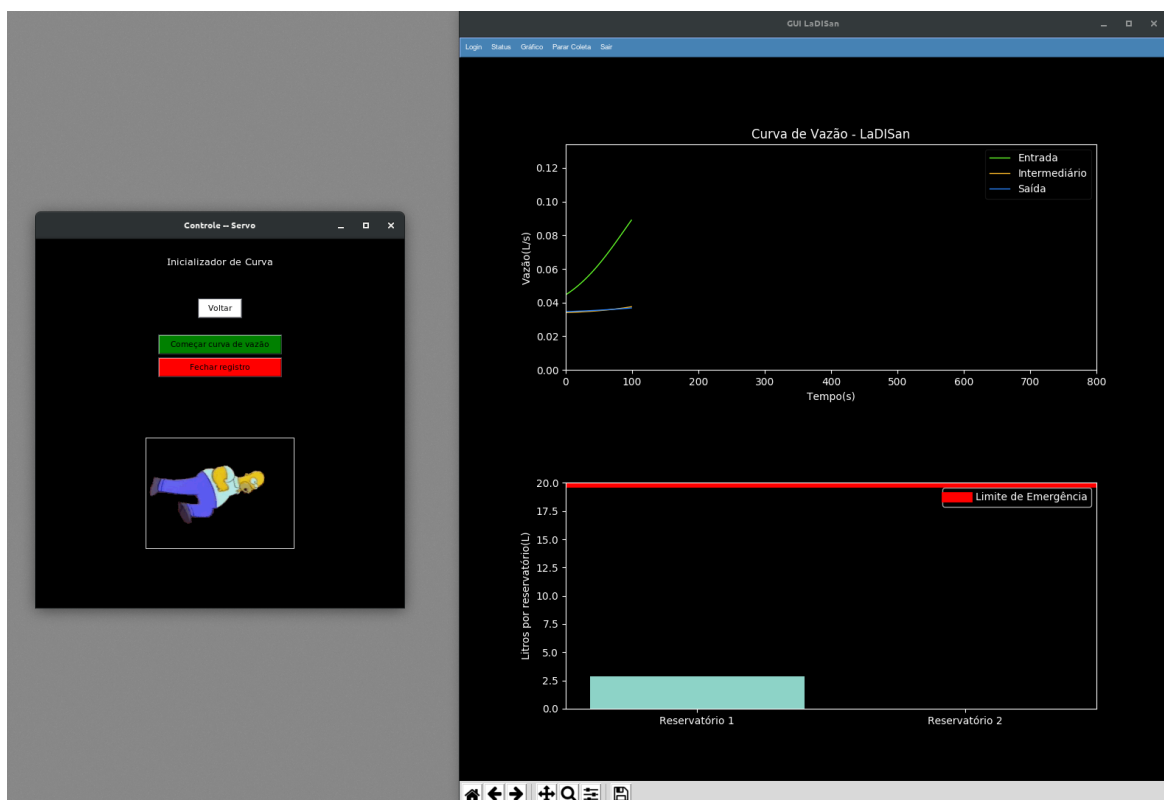 Controle – Servo
Inicializador de Curva
Voltar
Começar curva de vazão
Fechar registro
GUI LaDISan
Login Status Gráfico Parar Coleta Sair
Curva de Vazão - LaDISan
Entrada
Intermediário
Saída
Vazão(L/s)
0.12
0.10
0.08
0.06
0.04
0.02
0.00
0 100 200 300 400 500 600 700 800
Tempo(s)
Limite de Emergência
Litros por reservatório(L)
20.0
17.5
15.0
12.5
10.0
7.5
5.0
2.5
0.0
Reservatório 1 Reservatório 2